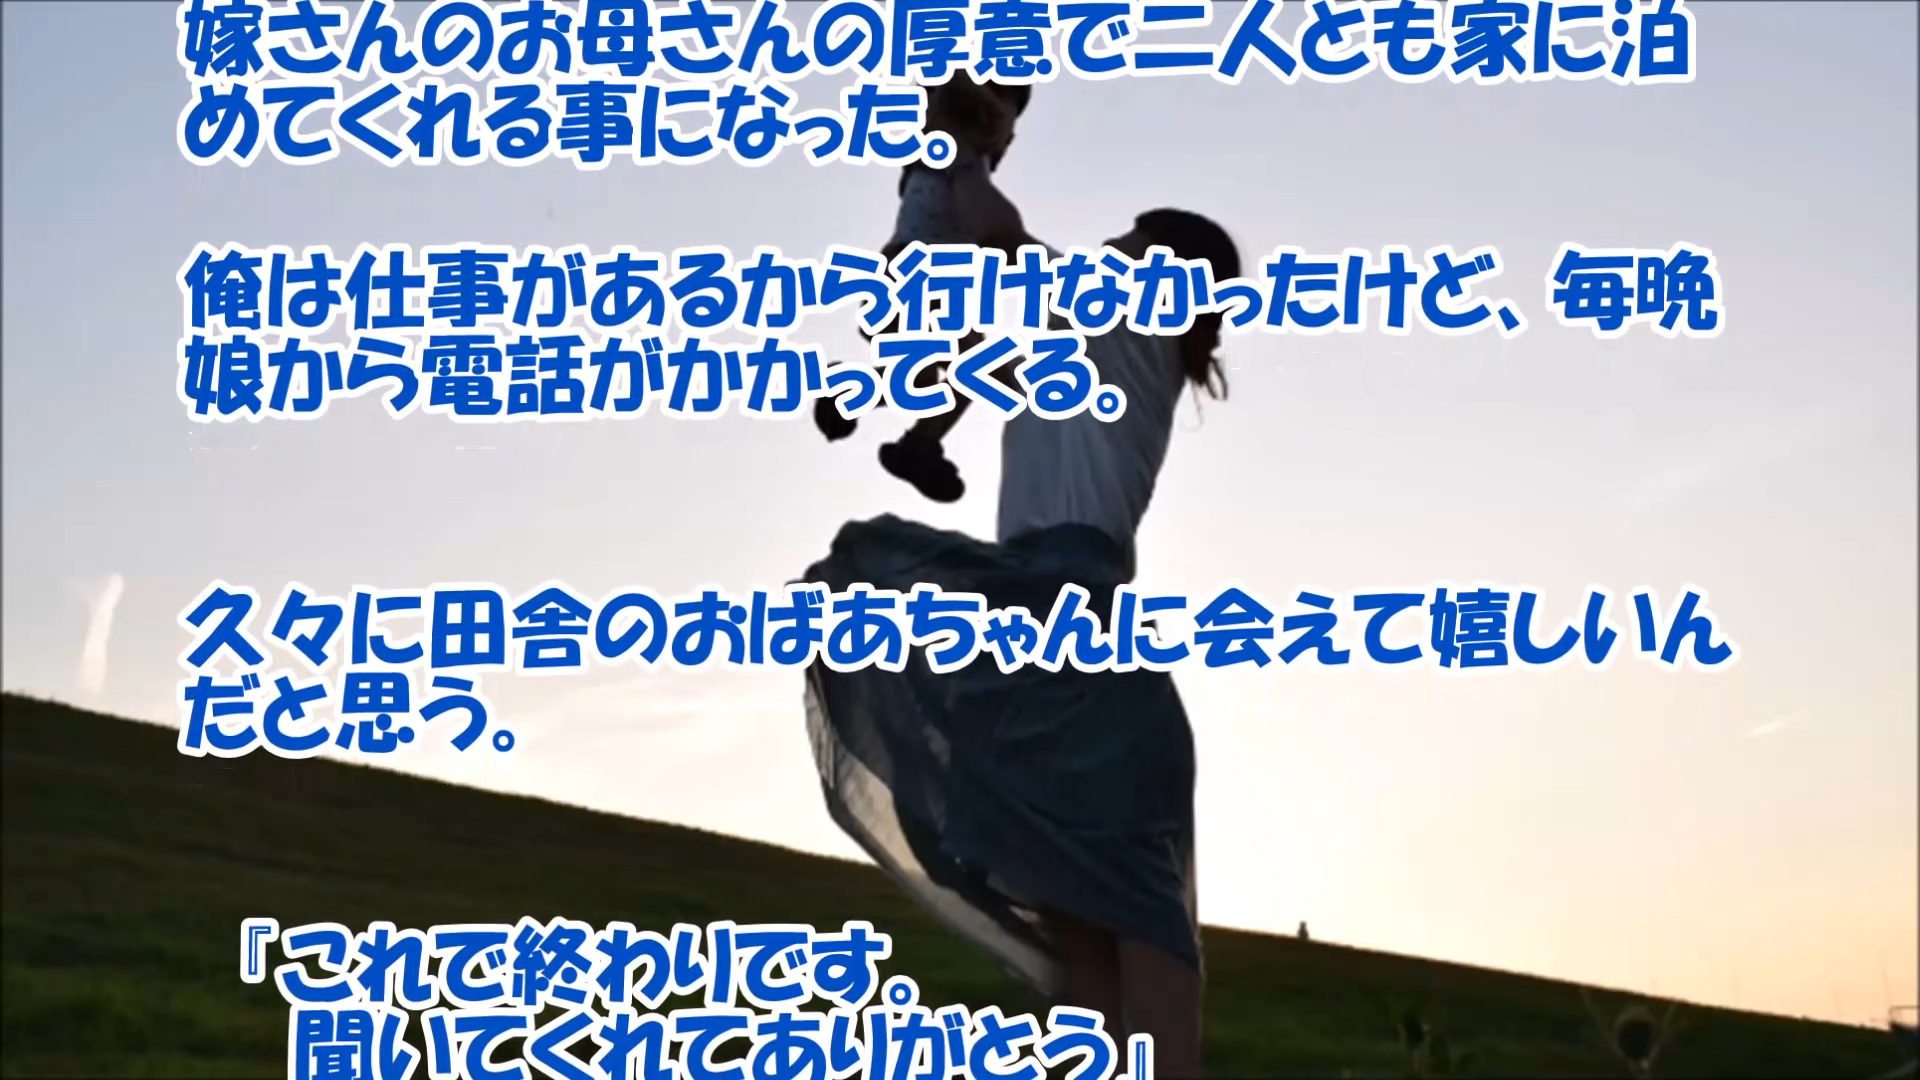 嫁さんのお母さんの厚意で二人とも家に泊
めてくれる事になった。
俺は仕事があるから行けなかったけど、毎晩
娘から電話がかかってくる。
久々に田舎のおばあちゃんに会えて嬉しいん
だと思う。
『これで終わりです。
聞いてくれてありがとう』